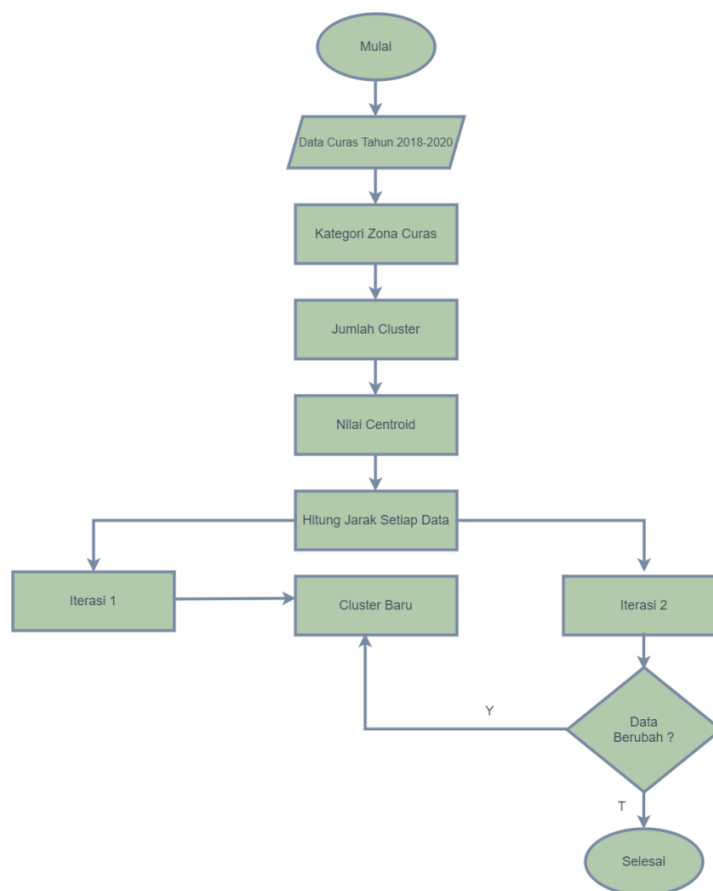 Mulai
Data Curas Tahun 2018-2020
Kategori Zona Curas
Jumlah Cluster
Nilai Centroid
Hitung Jarak Setiap Data
Iterasi 1
Cluster Baru
Iterasi 2
Y
Data
Berubah ?
T
Selesai